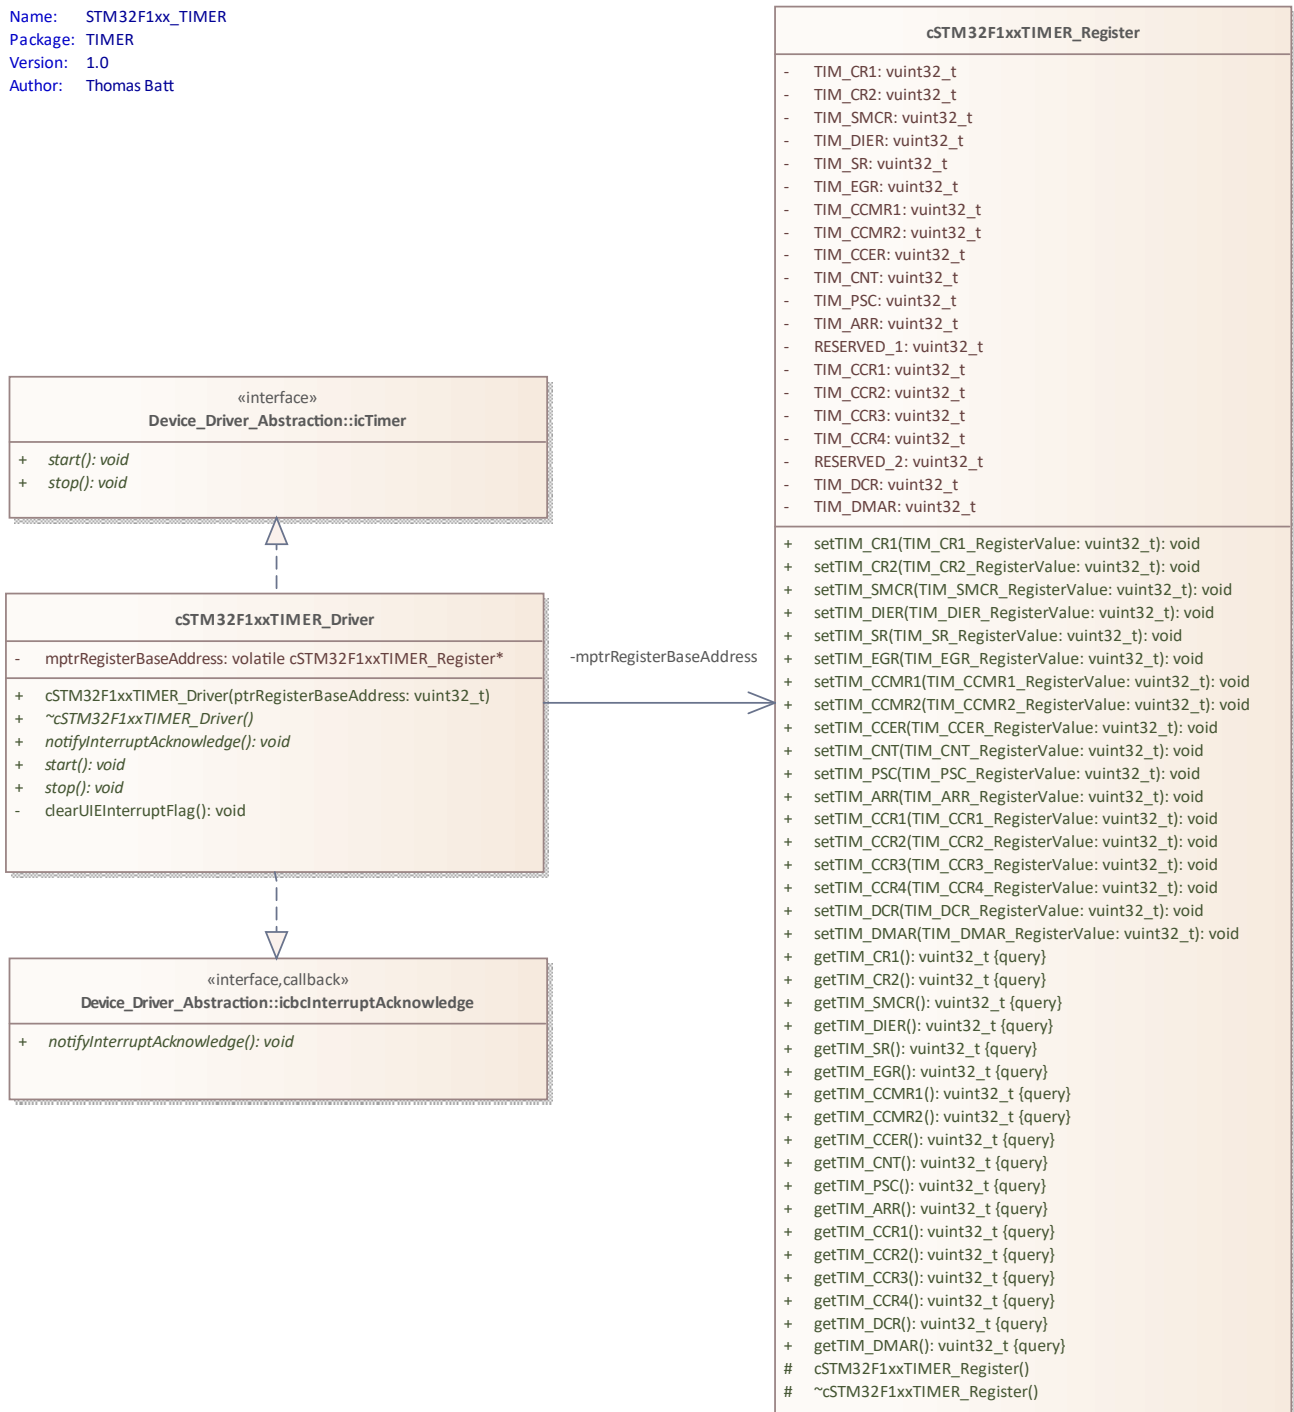 Name: STM32F1xx_TIMER
Package: TIMER
Version: 1.0
Author: Thomas Batt
«interface»
Device_Driver_Abstraction::icTimer
+ start(): void
+ stop(): void
cSTM32F1xxTIMER_Driver
- mptrRegisterBaseAddress: volatile cSTM32F1xxTIMER_Register*
+ cSTM32F1xxTIMER_Driver(ptrRegisterBaseAddress: vuint32_t)
+ ~cSTM32F1xxTIMER_Driver()
+ notifyInterruptAcknowledge(): void
+ start(): void
+ stop(): void
- clearUIEInterruptFlag(): void
«interface,callback»
Device_Driver_Abstraction::icbcInterruptAcknowledge
+ notifyInterruptAcknowledge(): void
-mptrRegisterBaseAddress
cSTM32F1xxTIMER_Register
- TIM_CR1: vuint32_t
- TIM_CR2: vuint32_t
- TIM_SMCR: vuint32_t
- TIM_DIER: vuint32_t
- TIM_SR: vuint32_t
- TIM_EGR: vuint32_t
- TIM_CCMR1: vuint32_t
- TIM_CCMR2: vuint32_t
- TIM_CCER: vuint32_t
- TIM_CNT: vuint32_t
- TIM_PSC: vuint32_t
- TIM_ARR: vuint32_t
- RESERVED_1: vuint32_t
- TIM_CCR1: vuint32_t
- TIM_CCR2: vuint32_t
- TIM_CCR3: vuint32_t
- TIM_CCR4: vuint32_t
- RESERVED_2: vuint32_t
- TIM_DCR: vuint32_t
- TIM_DMAR: vuint32_t
+ setTIM_CR1(TIM_CR1_RegisterValue: vuint32_t): void
+ setTIM_CR2(TIM_CR2_RegisterValue: vuint32_t): void
+ setTIM_SMCR(TIM_SMCR_RegisterValue: vuint32_t): void
+ setTIM_DIER(TIM_DIER_RegisterValue: vuint32_t): void
+ setTIM_SR(TIM_SR_RegisterValue: vuint32_t): void
+ setTIM_EGR(TIM_EGR_RegisterValue: vuint32_t): void
+ setTIM_CCMR1(TIM_CCMR1_RegisterValue: vuint32_t): void
+ setTIM_CCMR2(TIM_CCMR2_RegisterValue: vuint32_t): void
+ setTIM_CCER(TIM_CCER_RegisterValue: vuint32_t): void
+ setTIM_CNT(TIM_CNT_RegisterValue: vuint32_t): void
+ setTIM_PSC(TIM_PSC_RegisterValue: vuint32_t): void
+ setTIM_ARR(TIM_ARR_RegisterValue: vuint32_t): void
+ setTIM_CCR1(TIM_CCR1_RegisterValue: vuint32_t): void
+ setTIM_CCR2(TIM_CCR2_RegisterValue: vuint32_t): void
+ setTIM_CCR3(TIM_CCR3_RegisterValue: vuint32_t): void
+ setTIM_CCR4(TIM_CCR4_RegisterValue: vuint32_t): void
+ setTIM_DCR(TIM_DCR_RegisterValue: vuint32_t): void
+ setTIM_DMAR(TIM_DMAR_RegisterValue: vuint32_t): void
+ getTIM_CR1(): vuint32_t {query}
+ getTIM_CR2(): vuint32_t {query}
+ getTIM_SMCR(): vuint32_t {query}
+ getTIM_DIER(): vuint32_t {query}
+ getTIM_SR(): vuint32_t {query}
+ getTIM_EGR(): vuint32_t {query}
+ getTIM_CCMR1(): vuint32_t {query}
+ getTIM_CCMR2(): vuint32_t {query}
+ getTIM_CCER(): vuint32_t {query}
+ getTIM_CNT(): vuint32_t {query}
+ getTIM_PSC(): vuint32_t {query}
+ getTIM_ARR(): vuint32_t {query}
+ getTIM_CCR1(): vuint32_t {query}
+ getTIM_CCR2(): vuint32_t {query}
+ getTIM_CCR3(): vuint32_t {query}
+ getTIM_CCR4(): vuint32_t {query}
+ getTIM_DCR(): vuint32_t {query}
+ getTIM_DMAR(): vuint32_t {query}
# cSTM32F1xxTIMER_Register()
# ~cSTM32F1xxTIMER_Register()